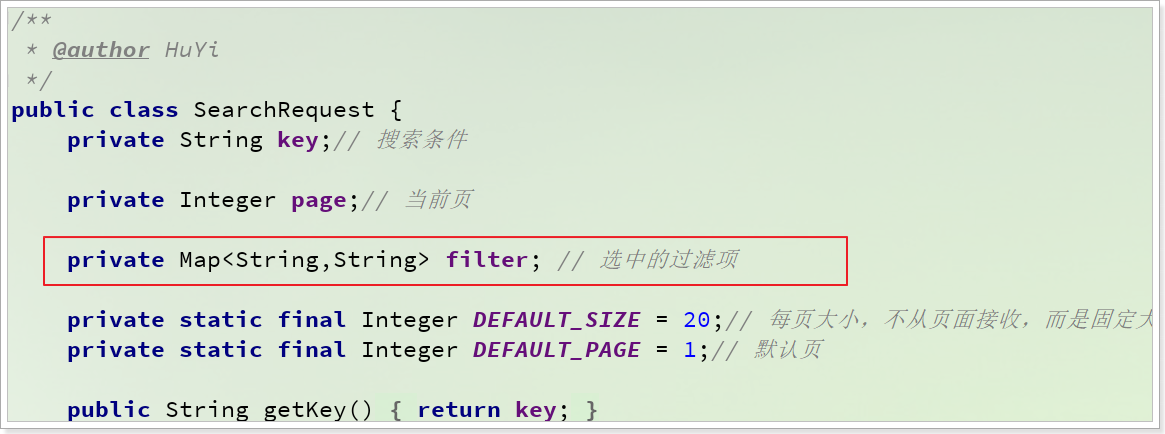 /**
 * @author HuYi
 */
public class SearchRequest {
    private String key;// 搜索条件
    private Integer page;// 当前页
    private Map<String,String> filter; // 选中的过滤项
    private static final Integer DEFAULT_SIZE = 20;// 每页大小，不从页面接收，而是固定大
    private static final Integer DEFAULT_PAGE = 1;// 默认页
    public String getKey() { return key; }